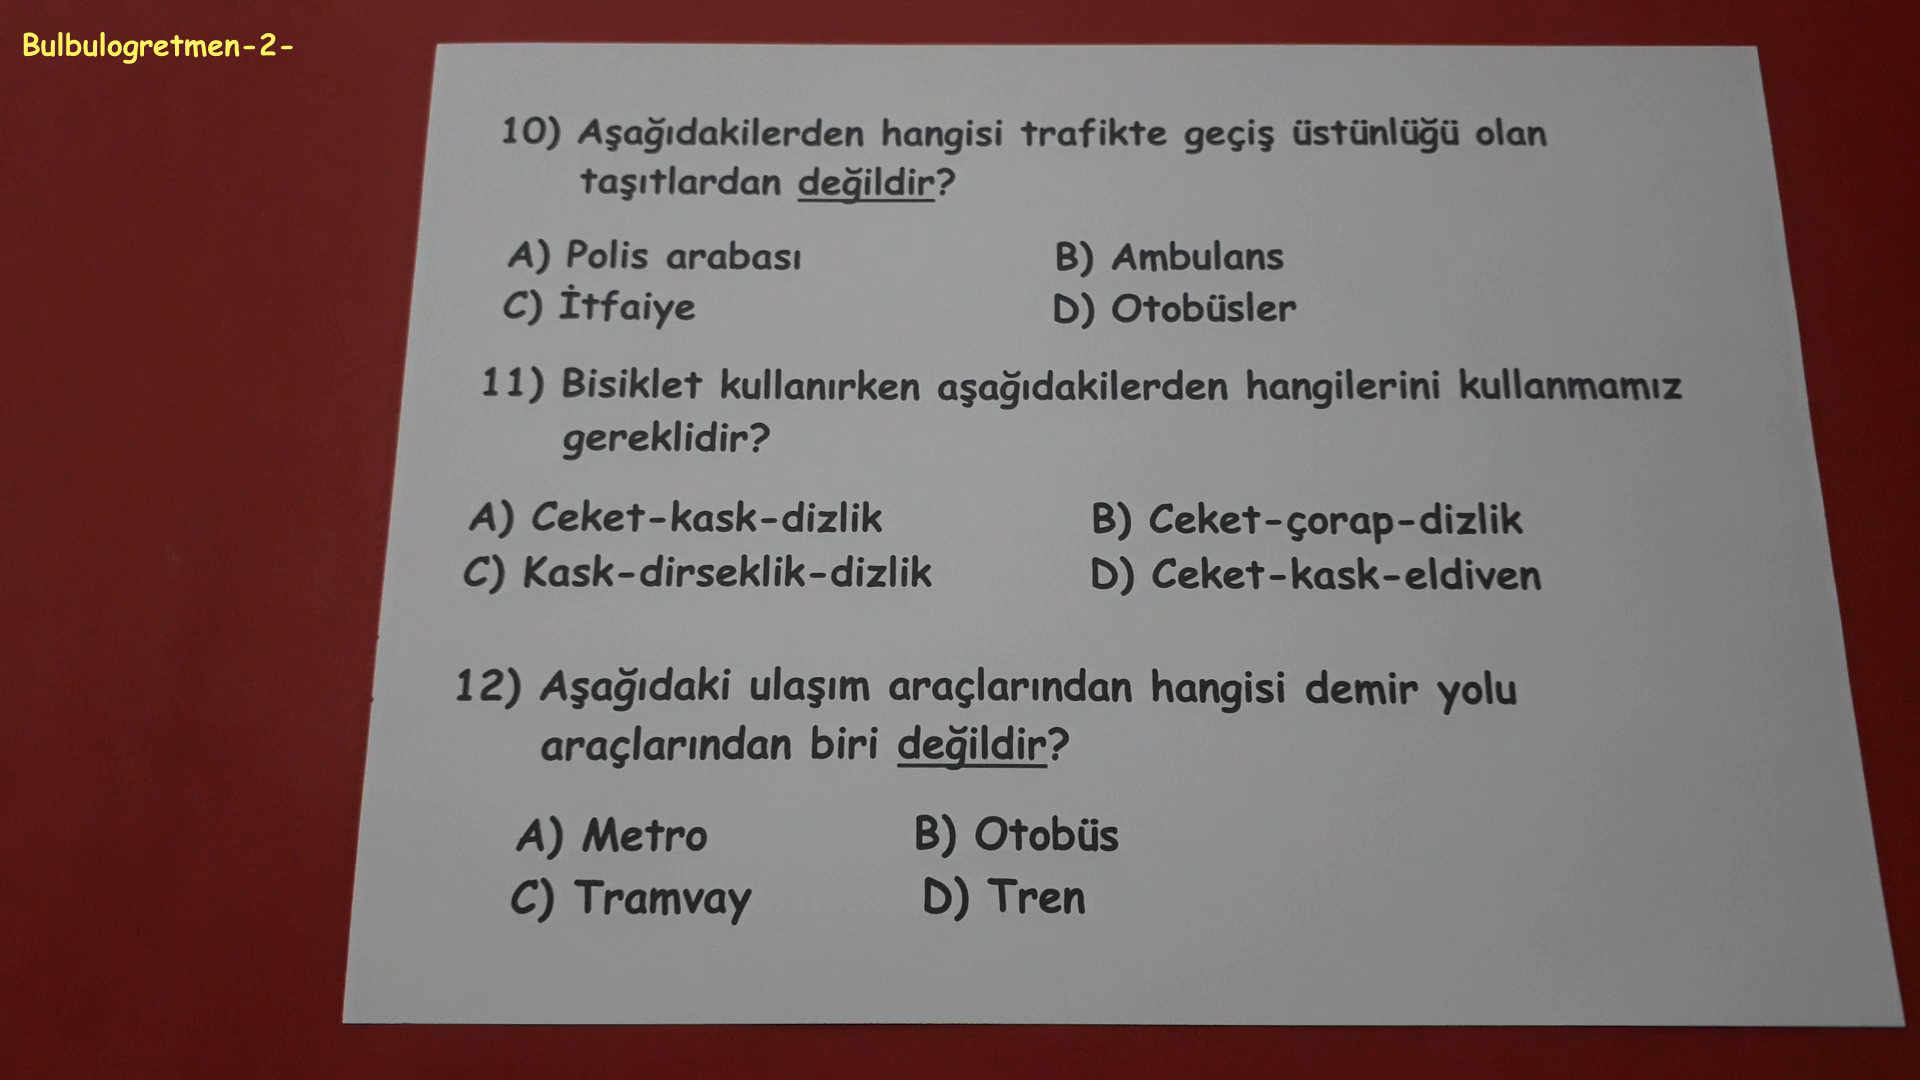 Bulbulogretmen-2-
10) Aşağıdakilerden hangisi trafikte geçiş üstünlüğü olan
taşıtlardan değildir?
A) Polis arabası B) Ambulans
C) İtfaiye D) Otobüsler
11) Bisiklet kullanırken aşağıdakilerden hangilerini kullanmamız
gereklidir?
A) Ceket-kask-dizlik B) Ceket-çorap-dizlik
C) Kask-dirseklik-dizlik D) Ceket-kask-eldiven
12) Aşağıdaki ulaşım araçlarından hangisi demir yolu
araçlarından biri değildir?
A) Metro B) Otobüs
C) Tramvay D) Tren